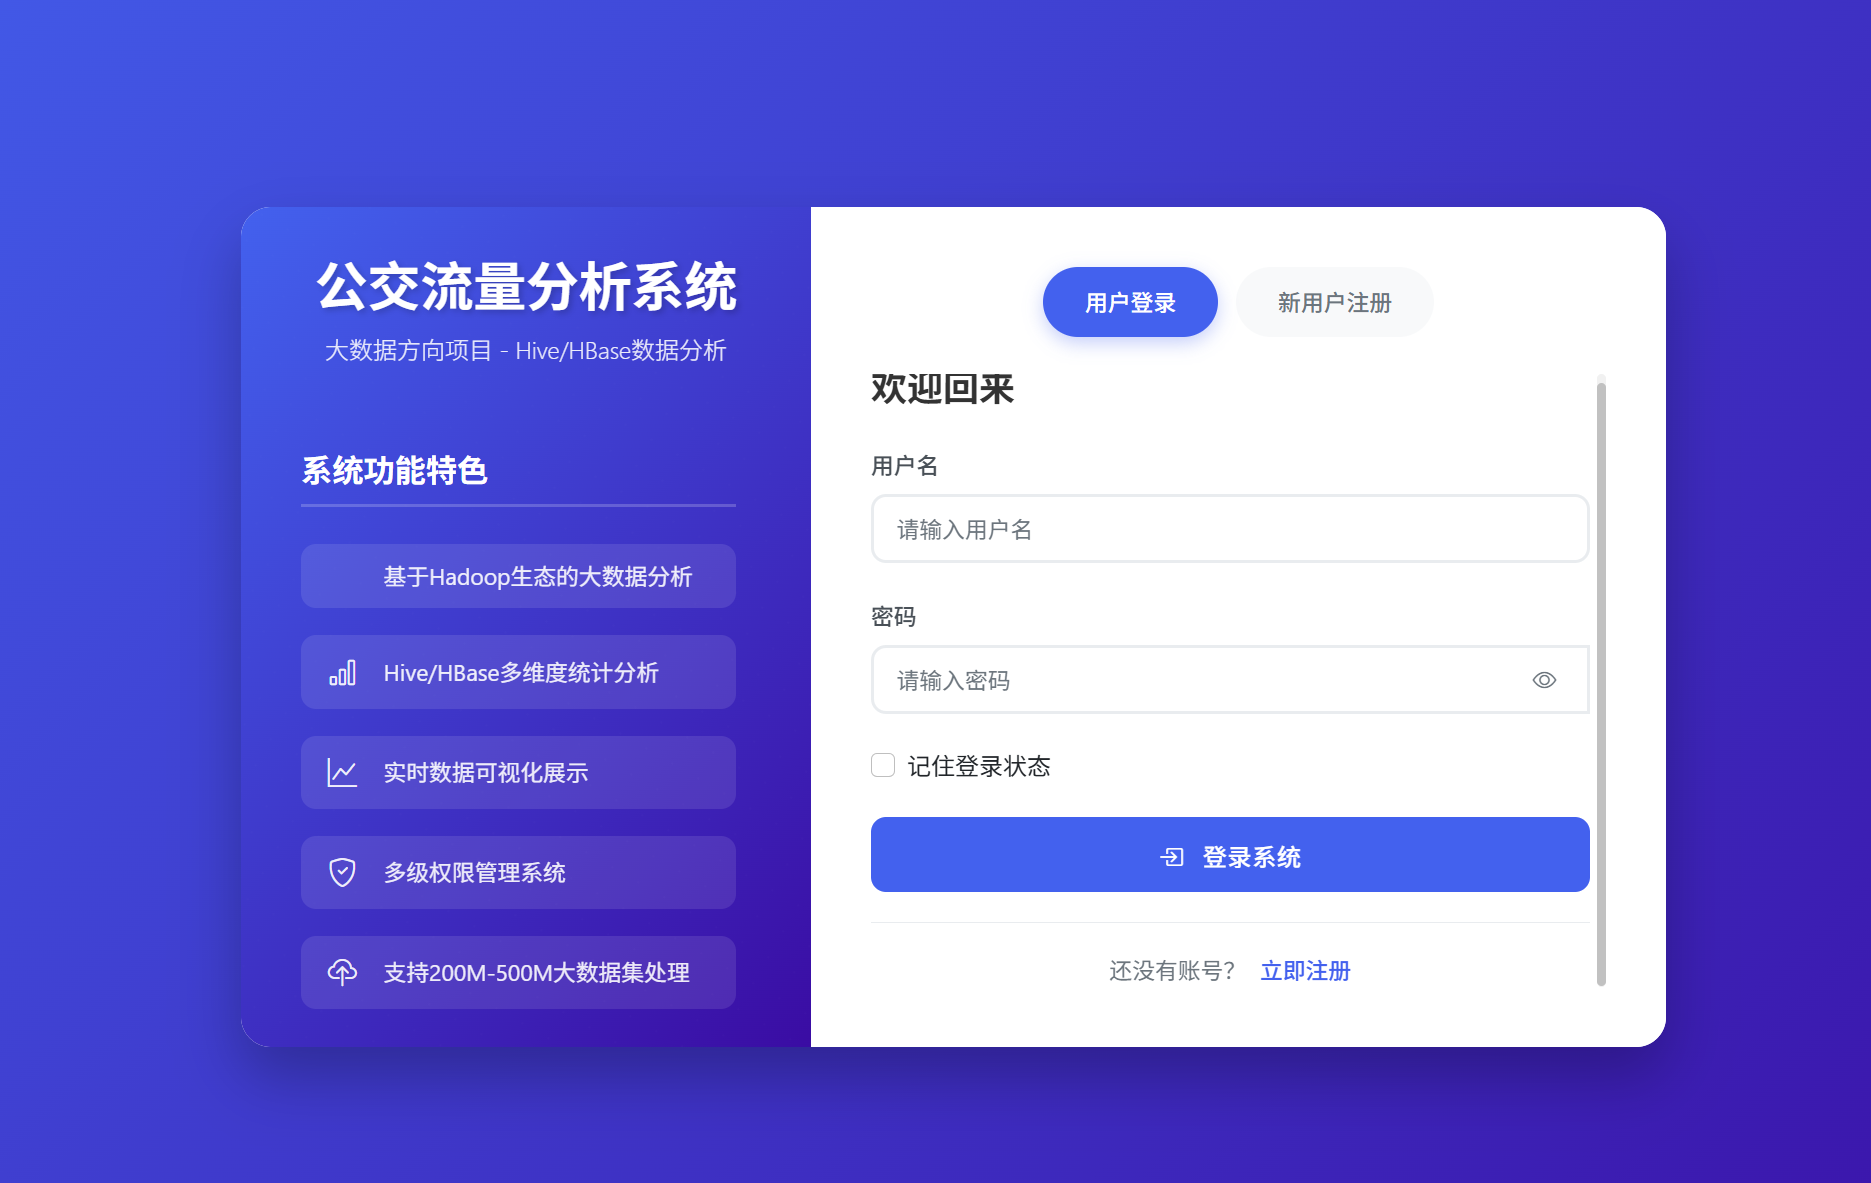 公交流量分析系统
大数据方向项目 - Hive/HBase数据分析
系统功能特色
基于Hadoop生态的大数据分析
Hive/HBase多维度统计分析
实时数据可视化展示
多级权限管理系统
支持200M-500M大数据集处理
用户登录
新用户注册
欢迎回来
用户名
请输入用户名
密码
请输入密码
记住登录状态
登录系统
还没有账号？ 立即注册